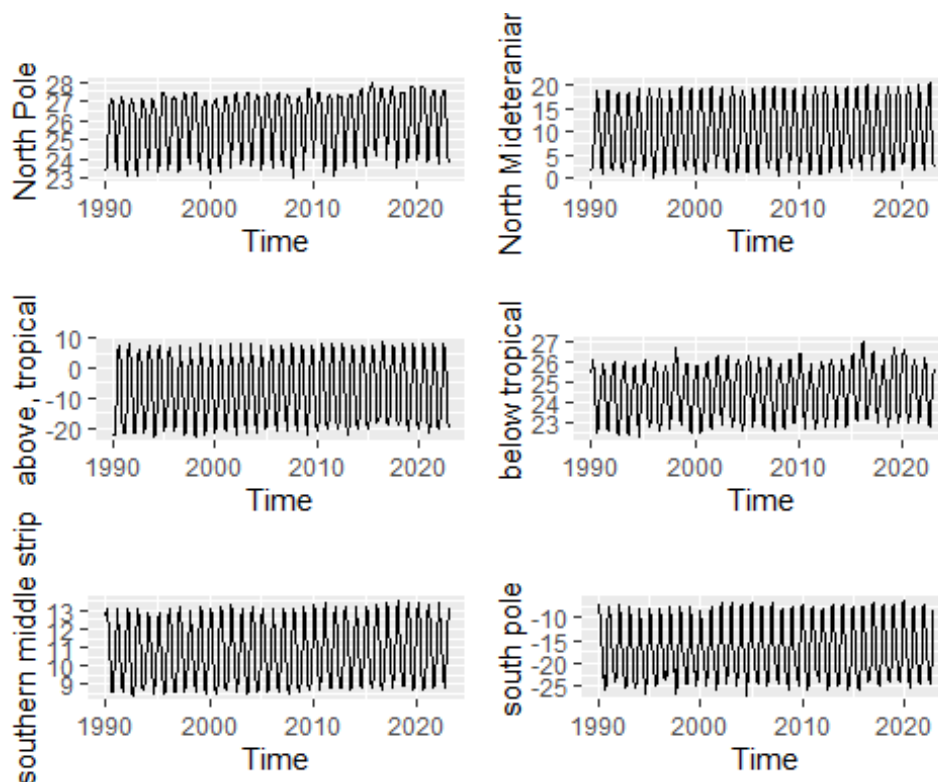 North Pole
28
27
26
25
24
23
1990 2000 2010 2020
Time
North Mideteraniar
20
15
10
5
0
1990 2000 2010 2020
Time
above, tropical
10
0
-10
-20
1990 2000 2010 2020
Time
below tropical
27
26
25
24
23
1990 2000 2010 2020
Time
southern middle strip
13
12
11
10
9
1990 2000 2010 2020
Time
south pole
-10
-15
-20
-25
1990 2000 2010 2020
Time